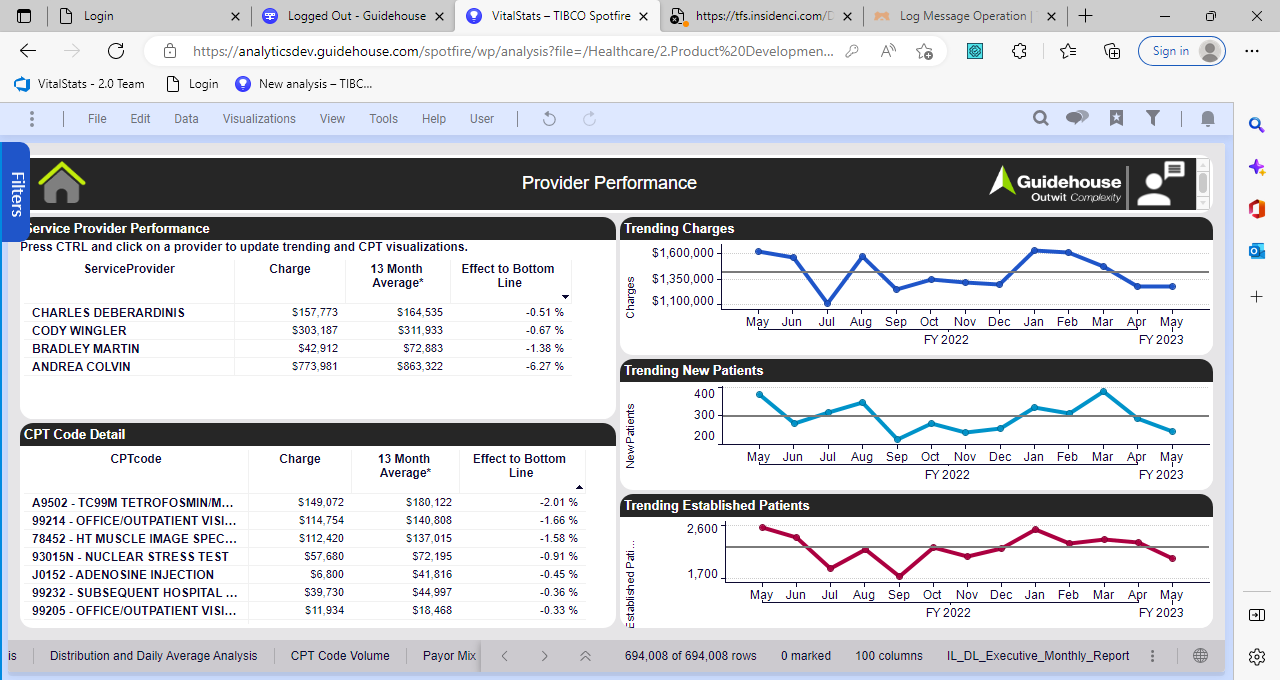 Login
Logged Out - Guidehouse
VitalStats – TIBCO Spotfire
https://tfs.insidenci.com/D
Log Message Operation |
https://analyticsdev.guidehouse.com/spotfire/wp/analysis?file=/Healthcare/2.Product%20Developmen...
Sign in
VitalStats - 2.0 Team
Login
New analysis – TIBC...
File Edit Data Visualizations View Tools Help User
Filters
Provider Performance
Guidehouse
Outwit Complexity
Service Provider Performance
Press CTRL and click on a provider to update trending and CPT visualizations.
ServiceProvider Charge 13 Month Average* Effect to Bottom Line
CHARLES DEBERARDINIS $157,773 $164,535 -0.51 %
CODY WINGLER $303,187 $311,933 -0.67 %
BRADLEY MARTIN $42,912 $72,883 -1.38 %
ANDREA COLVIN $773,981 $863,322 -6.27 %
CPT Code Detail
CPTcode Charge 13 Month Average* Effect to Bottom Line
A9502 - TC99M TETROFOSMIN/M... $149,072 $180,122 -2.01 %
99214 - OFFICE/OUTPATIENT VISI... $114,754 $140,808 -1.66 %
78452 - HT MUSCLE IMAGE SPEC... $112,420 $137,015 -1.58 %
93015N - NUCLEAR STRESS TEST $57,680 $72,195 -0.91 %
J0152 - ADENOSINE INJECTION $6,800 $41,816 -0.45 %
99232 - SUBSEQUENT HOSPITAL ... $39,730 $44,997 -0.36 %
99205 - OFFICE/OUTPATIENT VISI... $11,934 $18,468 -0.33 %
Trending Charges
Charges
$1,600,000
$1,350,000
$1,100,000
May Jun Jul Aug Sep Oct Nov Dec Jan Feb Mar Apr May
FY 2022 FY 2023
Trending New Patients
New Patients
400
300
200
May Jun Jul Aug Sep Oct Nov Dec Jan Feb Mar Apr May
FY 2022 FY 2023
Trending Established Patients
Established Pati...
2,600
1,700
May Jun Jul Aug Sep Oct Nov Dec Jan Feb Mar Apr May
FY 2022 FY 2023
is Distribution and Daily Average Analysis CPT Code Volume Payor Mix 694,008 of 694,008 rows 0 marked 100 columns IL_DL_Executive_Monthly_Report